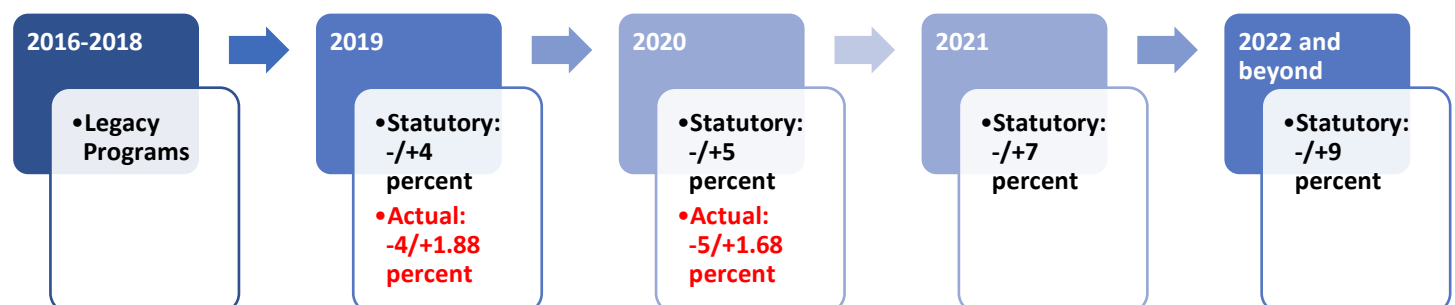 2016-2018
•Legacy
Programs
2019
•Statutory:
-/+4
percent
•Actual:
-4/+1.88
percent
2020
•Statutory:
-/+5
percent
•Actual:
-5/+1.68
percent
2021
•Statutory:
-/+7
percent
2022 and
beyond
•Statutory:
-/+9
percent